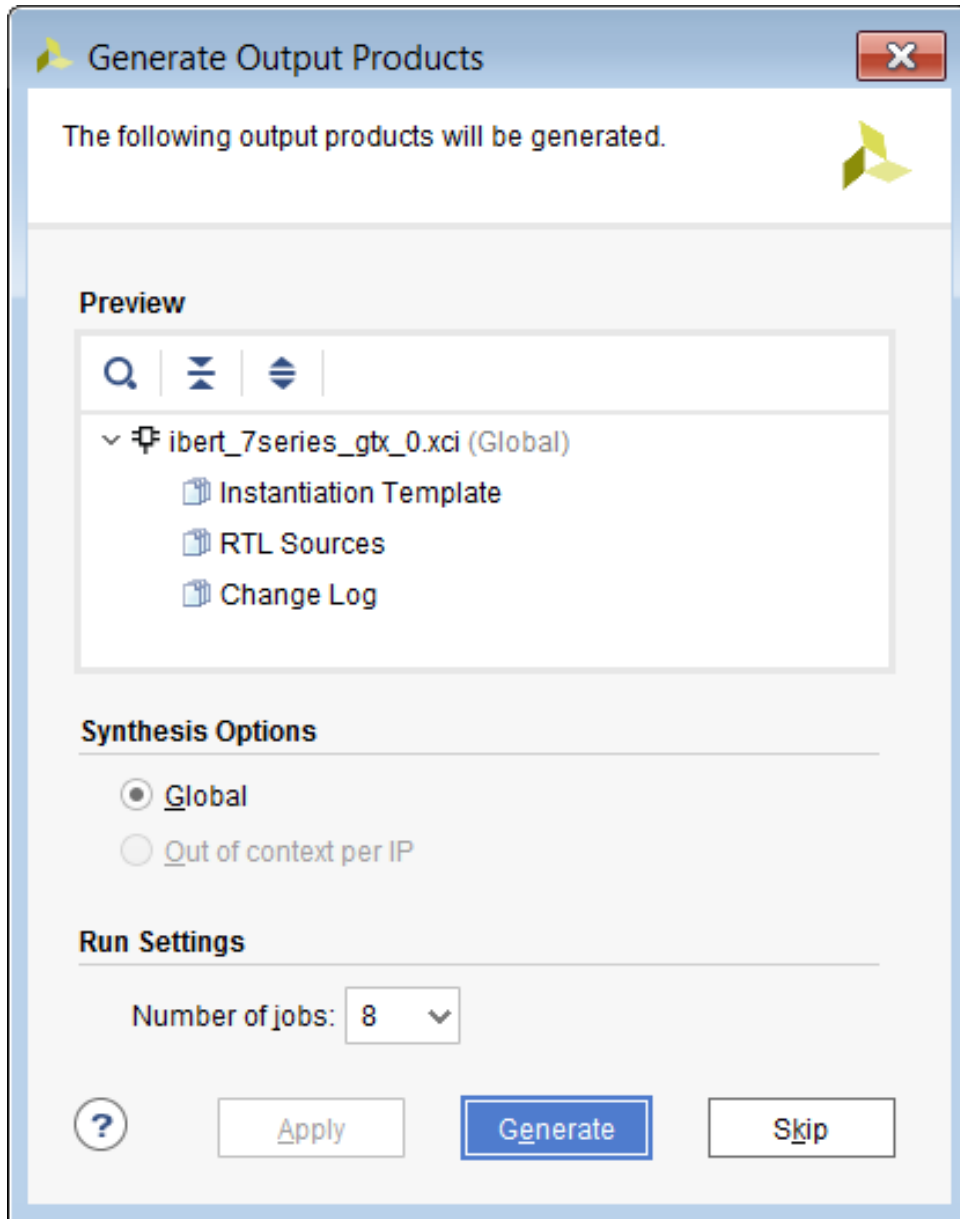 Generate Output Products
The following output products will be generated.
Preview
ibert_7series_gtx_0.xci (Global)
Instantiation Template
RTL Sources
Change Log
Synthesis Options
Global
Out of context per IP
Run Settings
Number of jobs: 8
? Apply Generate Skip